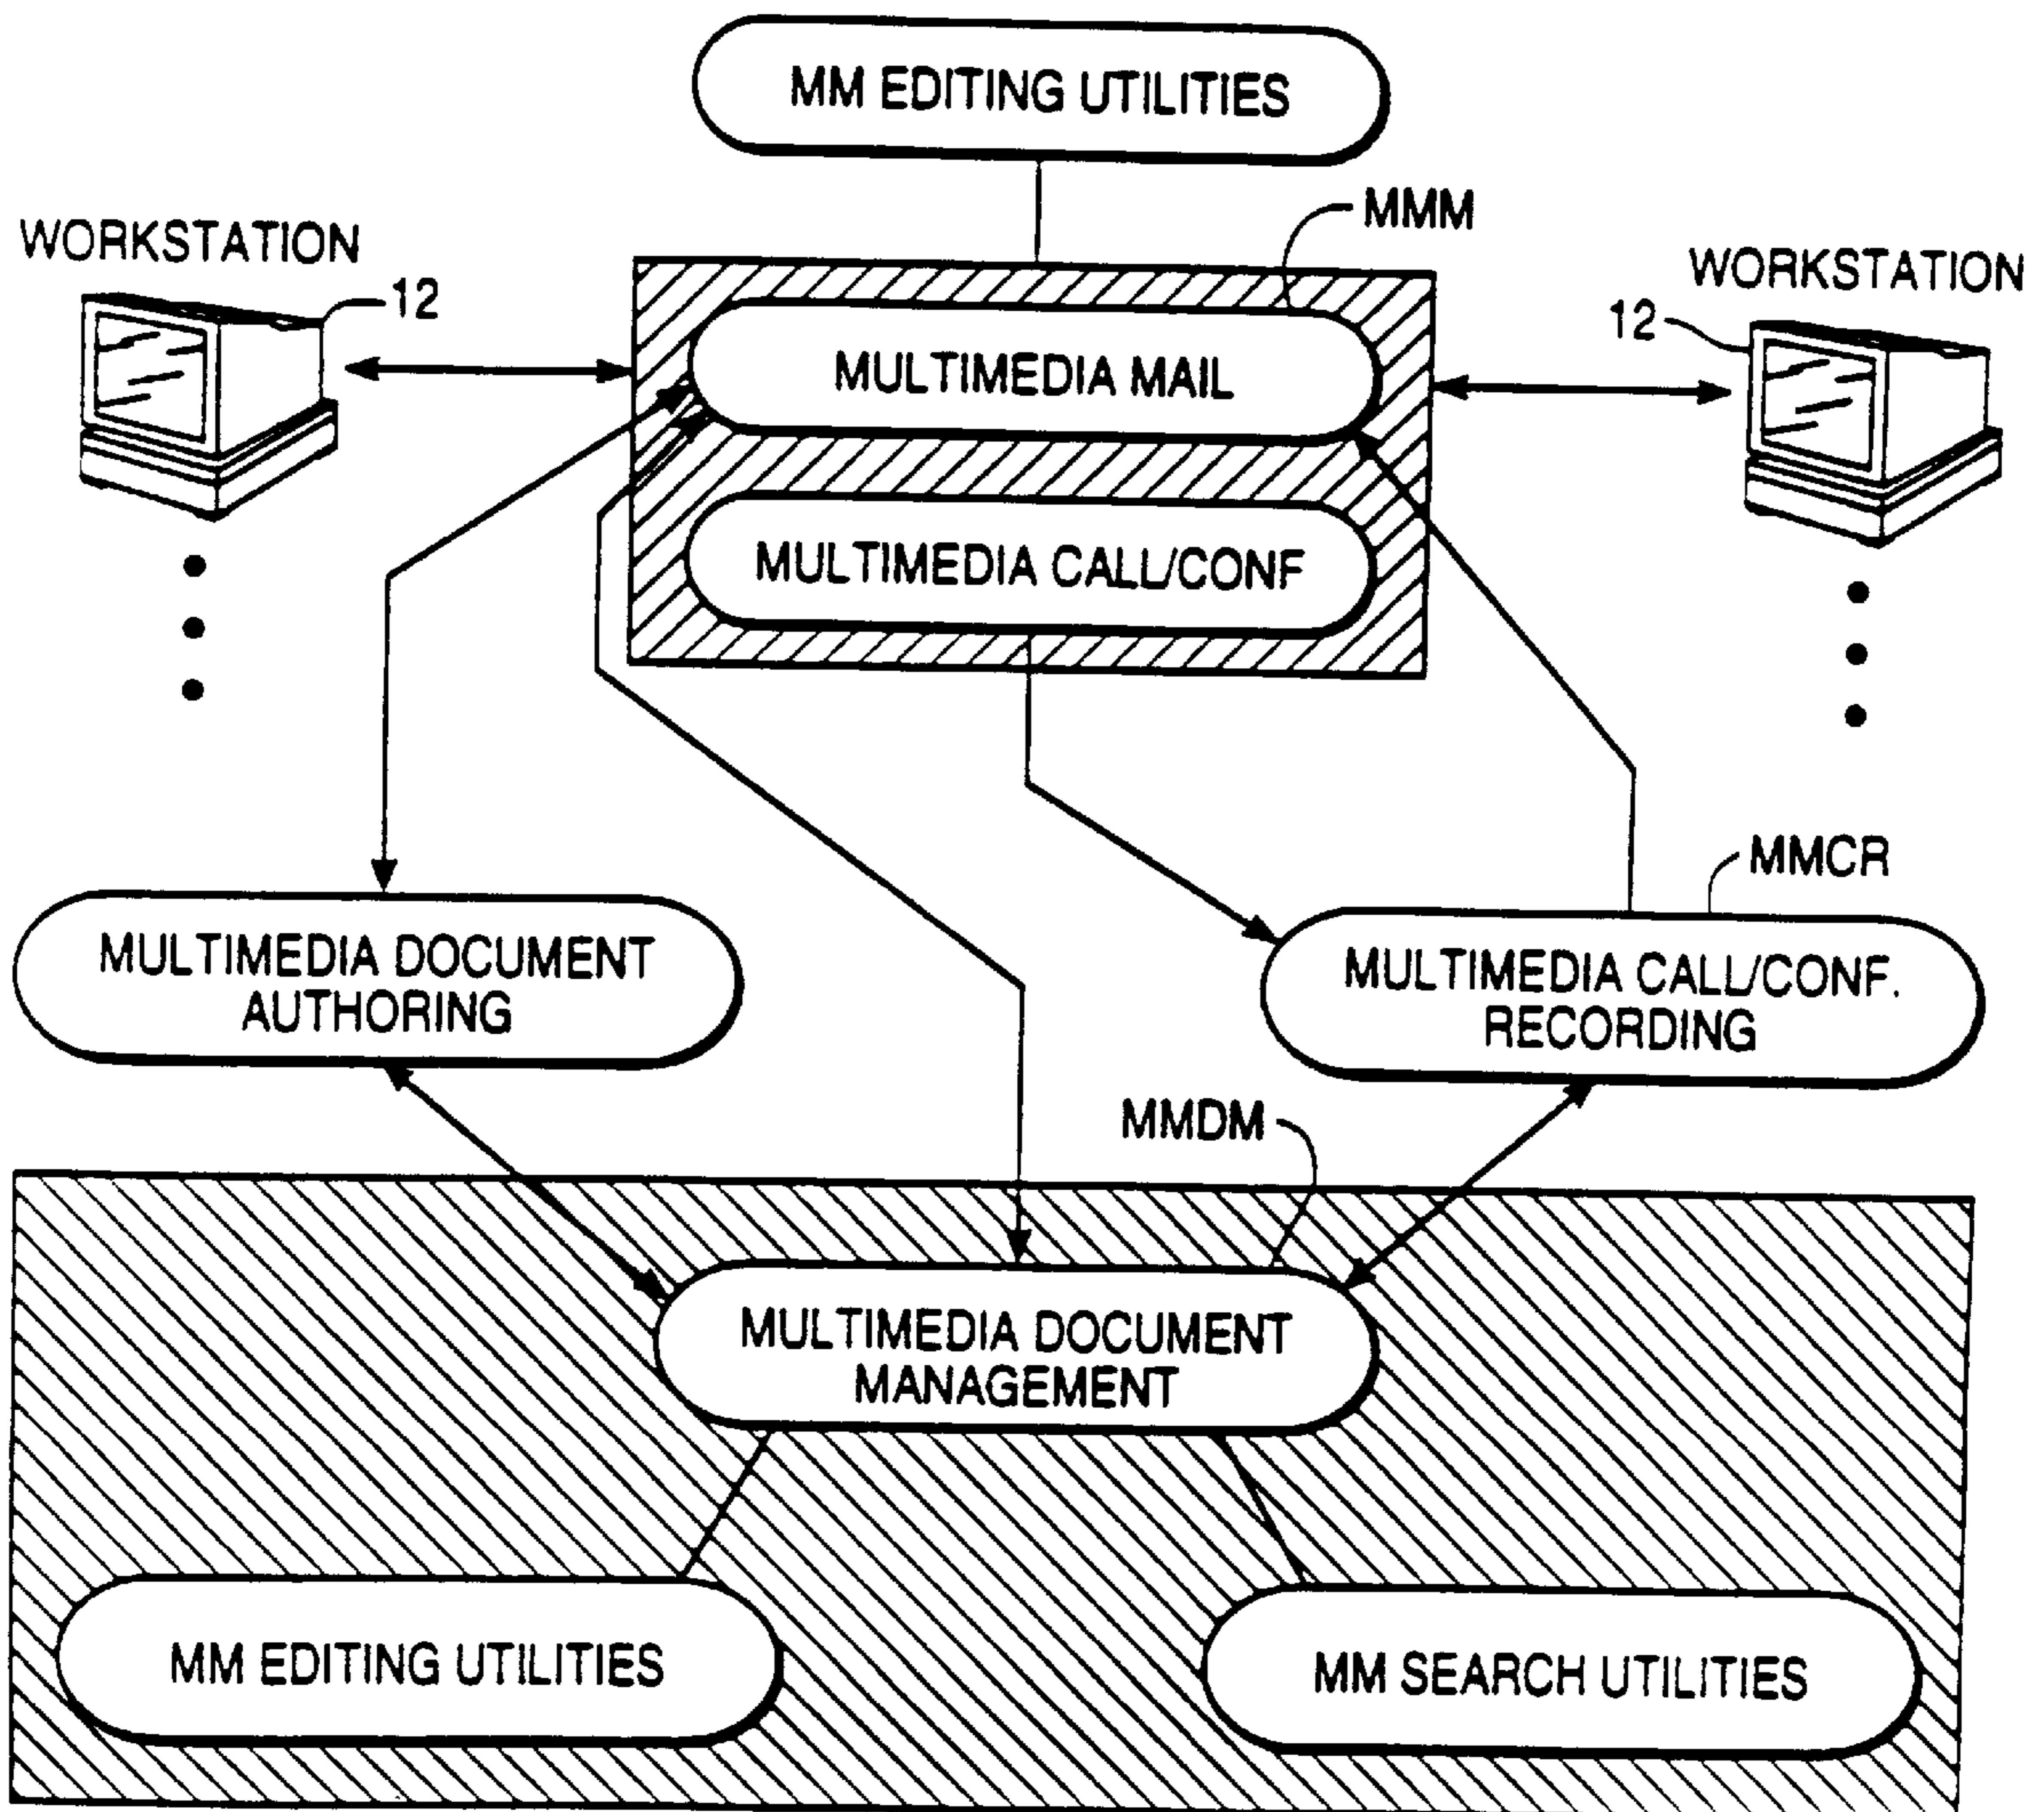 MM EDITING UTILITIES
MMM
WORKSTATION
12
WORKSTATION
12
MULTIMEDIA MAIL
MULTIMEDIA CALL/CONF
MMCR
MULTIMEDIA DOCUMENT
AUTHORING
MULTIMEDIA CALL/CONF.
RECORDING
MMDM
MULTIMEDIA DOCUMENT
MANAGEMENT
MM EDITING UTILITIES
MM SEARCH UTILITIES